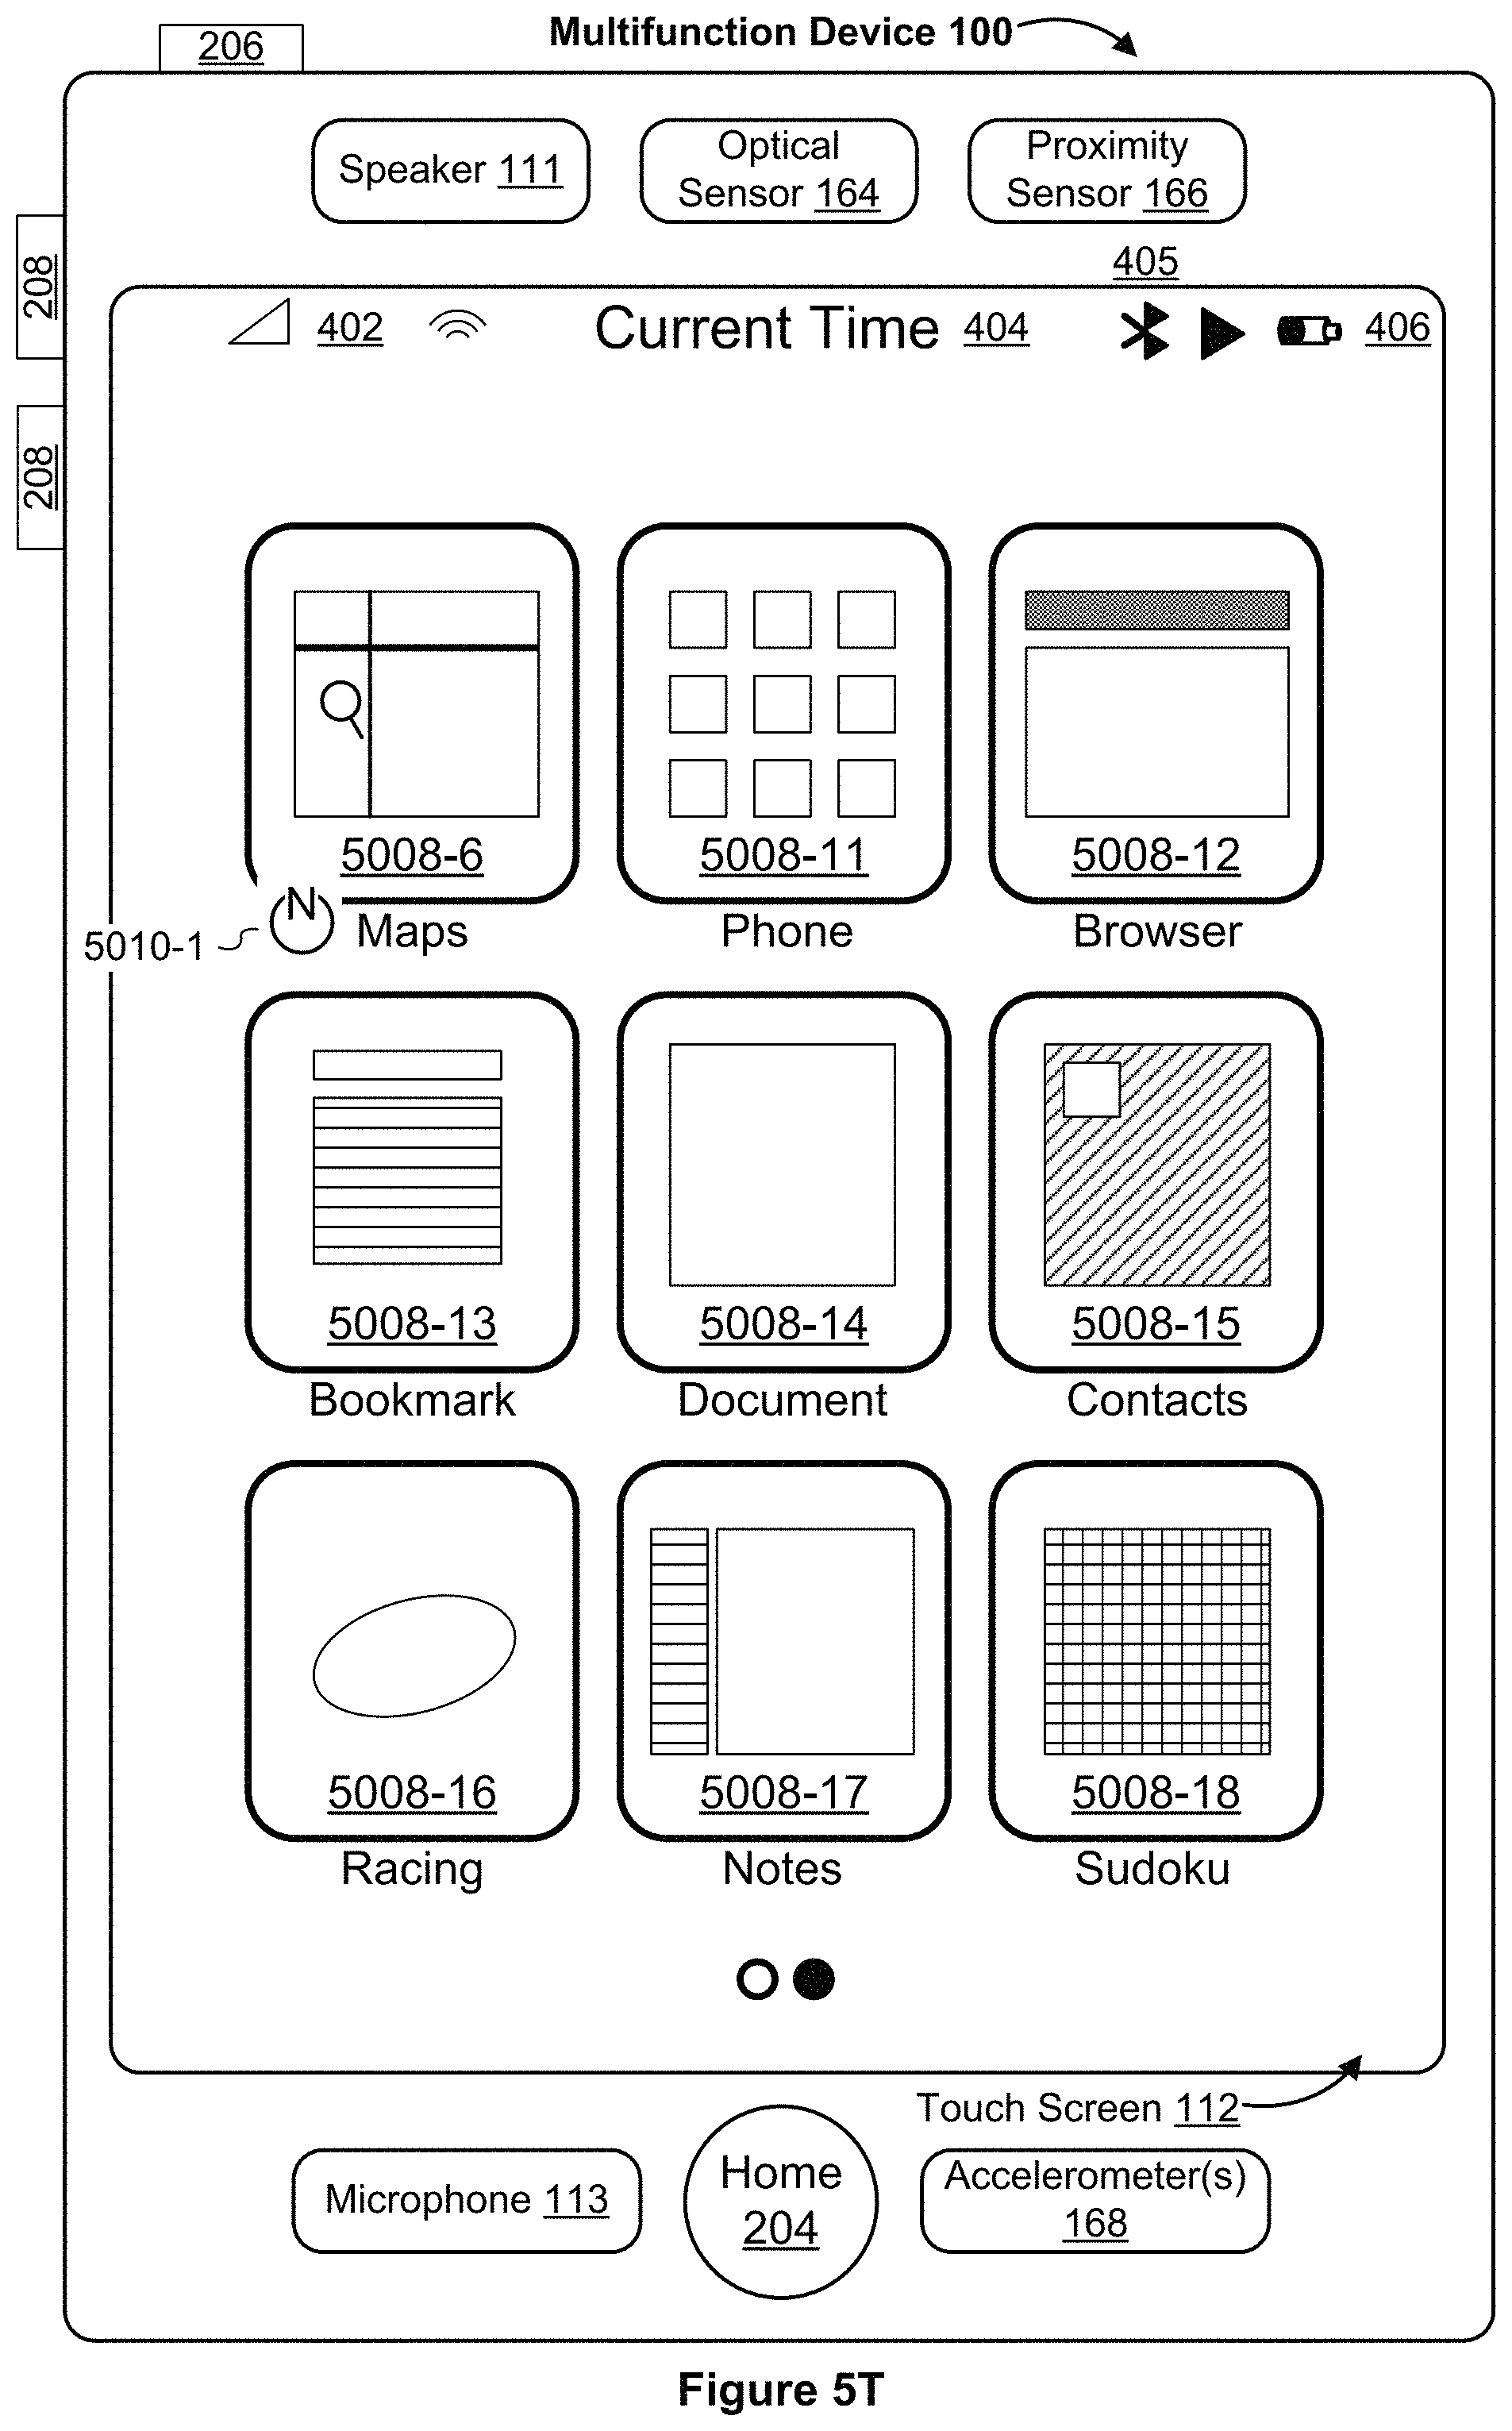 Multifunction Device 100
206
Speaker 111
Optical
Sensor 164
Proximity
Sensor 166
208
208
405
402
Current Time 404
406
5008-6
5008-11
5008-12
N
5010-1
Maps
Phone
Browser
5008-13
5008-14
5008-15
Bookmark
Document
Contacts
5008-16
5008-17
5008-18
Racing
Notes
Sudoku
Touch Screen 112
Microphone 113
Home
204
Accelerometer(s)
168
Figure 5T